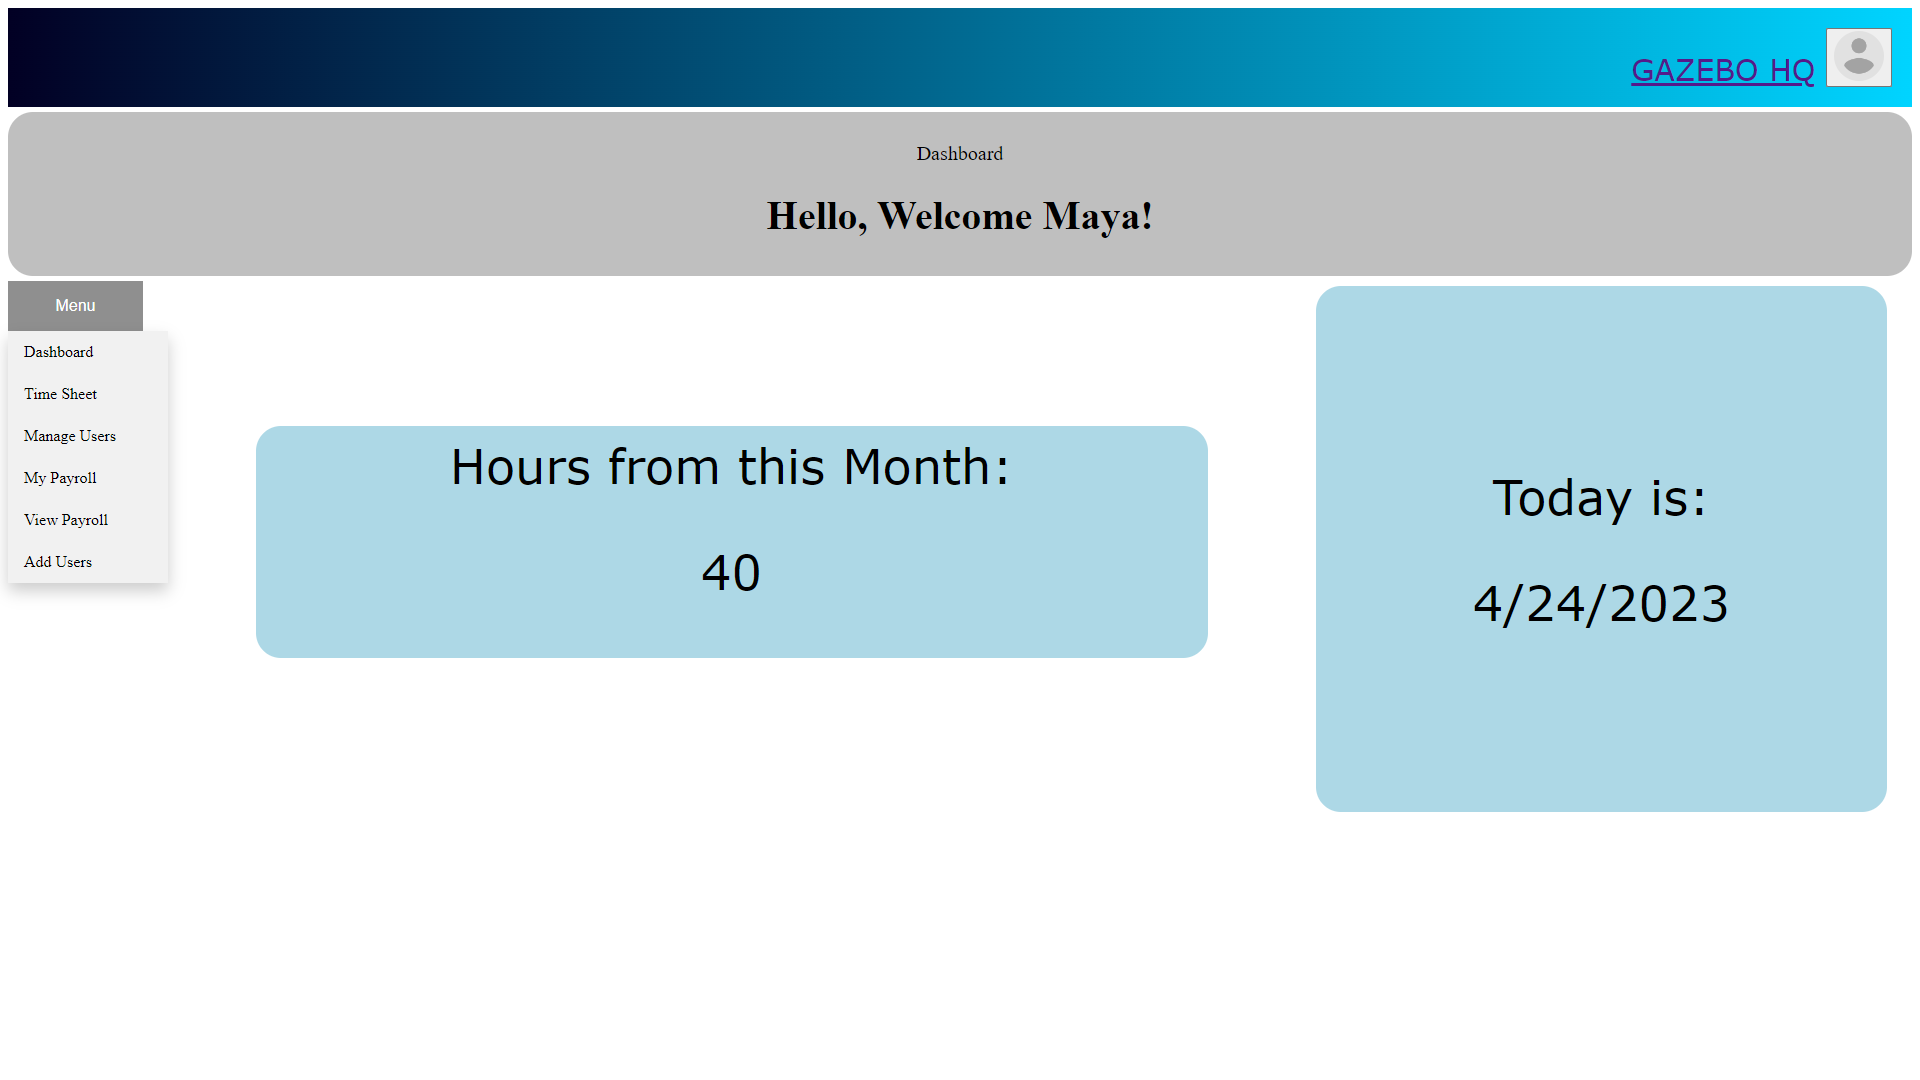 GAZEBO HQ
Dashboard
Hello, Welcome Maya!
Menu
Dashboard
Time Sheet
Manage Users
My Payroll
View Payroll
Add Users
Hours from this Month:
40
Today is:
4/24/2023